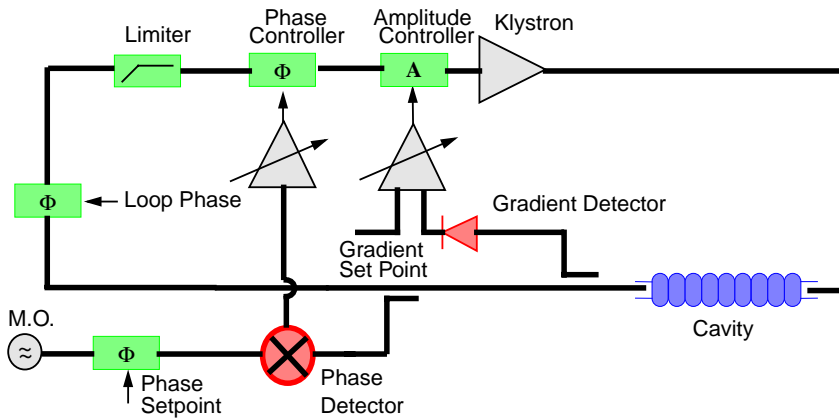 Limiter
Phase
Controller
Amplitude
Controller
Klystron
Φ
A
Φ
Loop Phase
Gradient Detector
Gradient
Set Point
M.O.
≈
Φ
Phase
Setpoint
Phase
Detector
Cavity